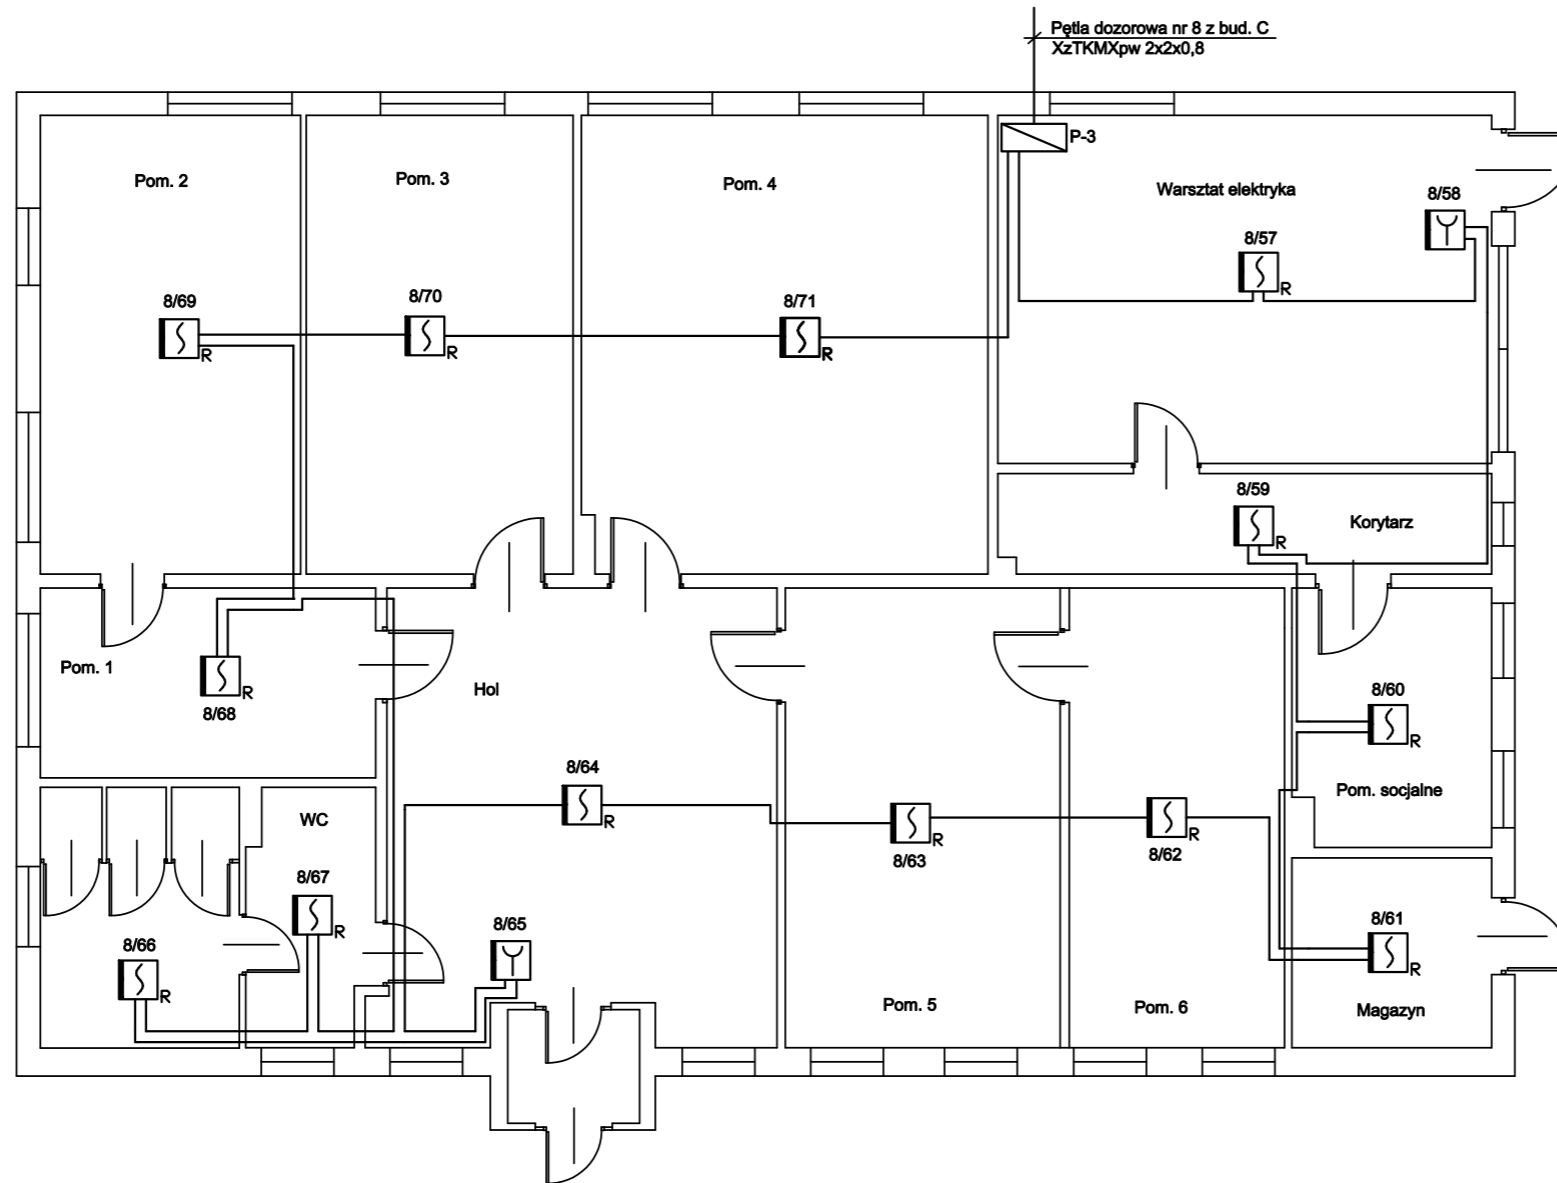 Pętla dozorowa nr 8 z bud. C
XzTKMXpw 2x2x0,8
P-3
Pom. 2
Pom. 3
Pom. 4
Warsztat elektryka
8/58
8/57
R
8/69
R
8/70
R
8/71
R
8/59
R
Korytarz
Pom. 1
R
8/68
Hol
8/60
R
Pom. socjalne
8/64
R
R
8/63
R
8/62
WC
8/67
R
8/66
R
8/65
8/61
R
Pom. 5
Pom. 6
Magazyn